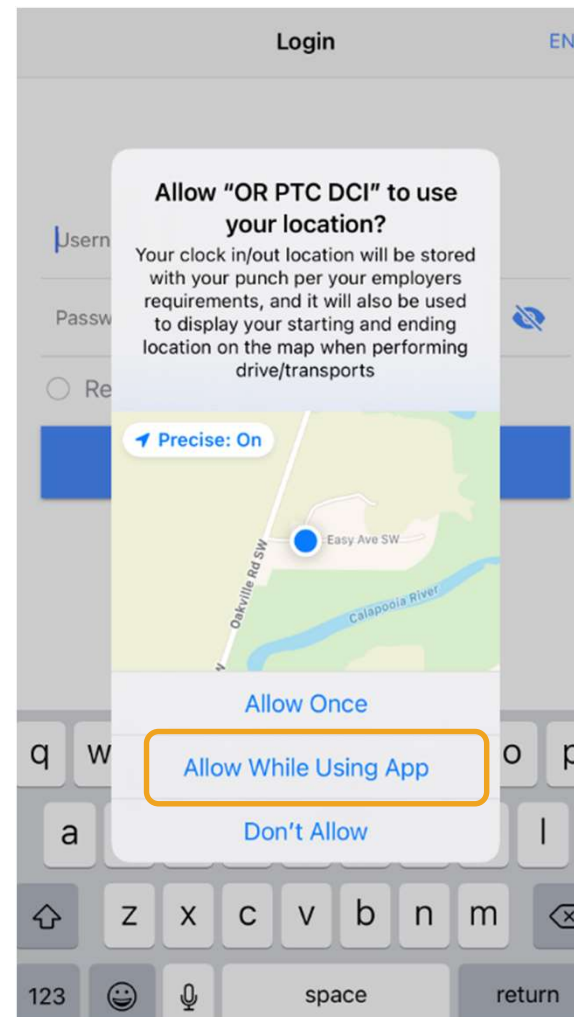 Login
EN
Allow “OR PTC DCI” to use
your location?
Usern
Your clock in/out location will be stored
with your punch per your employers
requirements, and it will also be used
Passw
to display your starting and ending
location on the map when performing
drive/transports
Re
Precise: On
Easy Ave SW
Oakville Rd SW
Calapooia River
W
Allow Once
Allow While Using App
Don’t Allow
q w o p
a l
z x c v b n m
123 space return